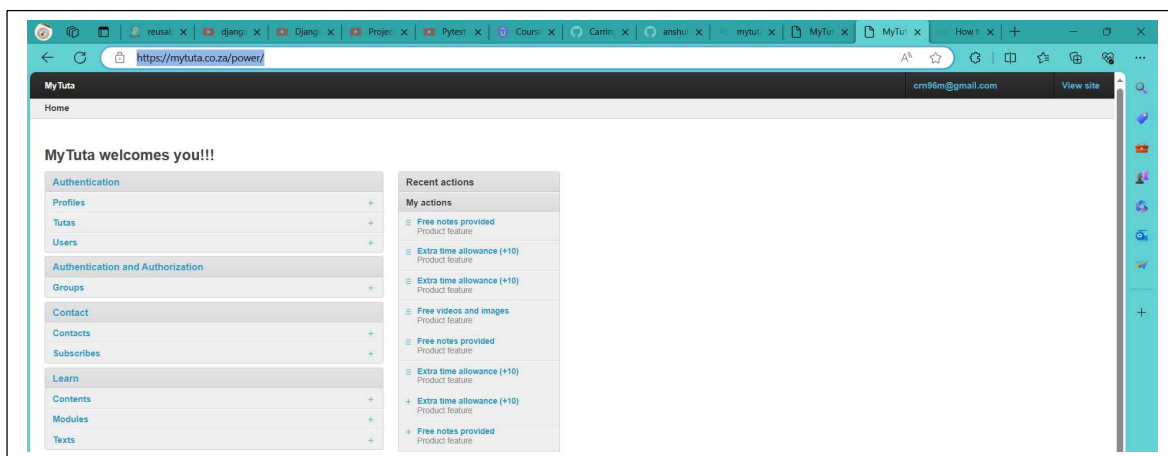 reusab
djang
Djang
Projec
Pytest
Course
Carrin
anshul
mytuta
MyTut
MyTut
How t
https://mytuta.co.za/power/
MyTuta
crn96m@gmail.com
View site
Home
MyTuta welcomes you!!!
Authentication
Profiles
Tutas
Users
Authentication and Authorization
Groups
Contact
Contacts
Subscribes
Learn
Contents
Modules
Texts
Recent actions
My actions
Free notes provided
Product feature
Extra time allowance (+10)
Product feature
Extra time allowance (+10)
Product feature
Free videos and images
Product feature
Free notes provided
Product feature
Extra time allowance (+10)
Product feature
Extra time allowance (+10)
Product feature
Free notes provided
Product feature